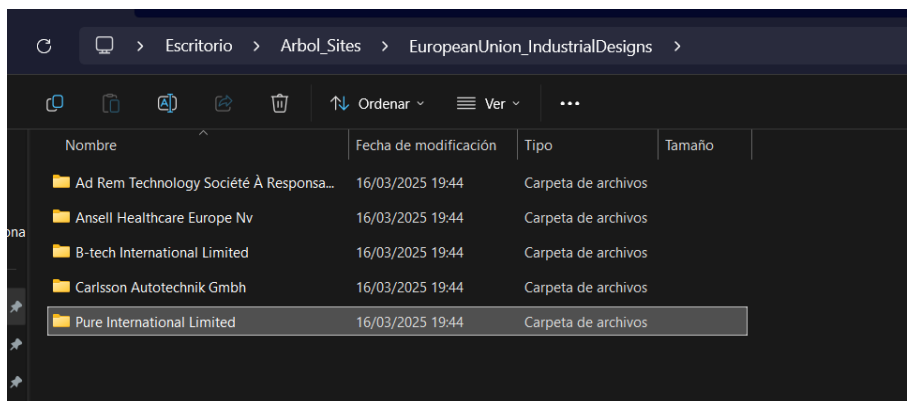 Escritorio > Arbol_Sites > EuropeanUnion_IndustrialDesigns >
Ordenar Ver ...
Nombre Fecha de modificación Tipo Tamaño
Ad Rem Technology Société À Responsa... 16/03/2025 19:44 Carpeta de archivos
Ansell Healthcare Europe Nv 16/03/2025 19:44 Carpeta de archivos
ona
B-tech International Limited 16/03/2025 19:44 Carpeta de archivos
Carlsson Autotechnik Gmbh 16/03/2025 19:44 Carpeta de archivos
Pure International Limited 16/03/2025 19:44 Carpeta de archivos